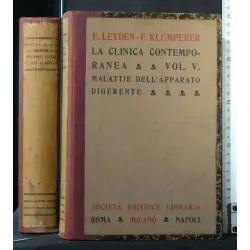 E. LEYDEN-F. KLEMPERER
LA CLINICA CONTEMPO-
RANEA VOL. V.
MALATTIE DELL'APPARATO
DIGERENTE
SOCIETÀ EDITRICE LIBRARIA
ROMA MILANO NAPOLI